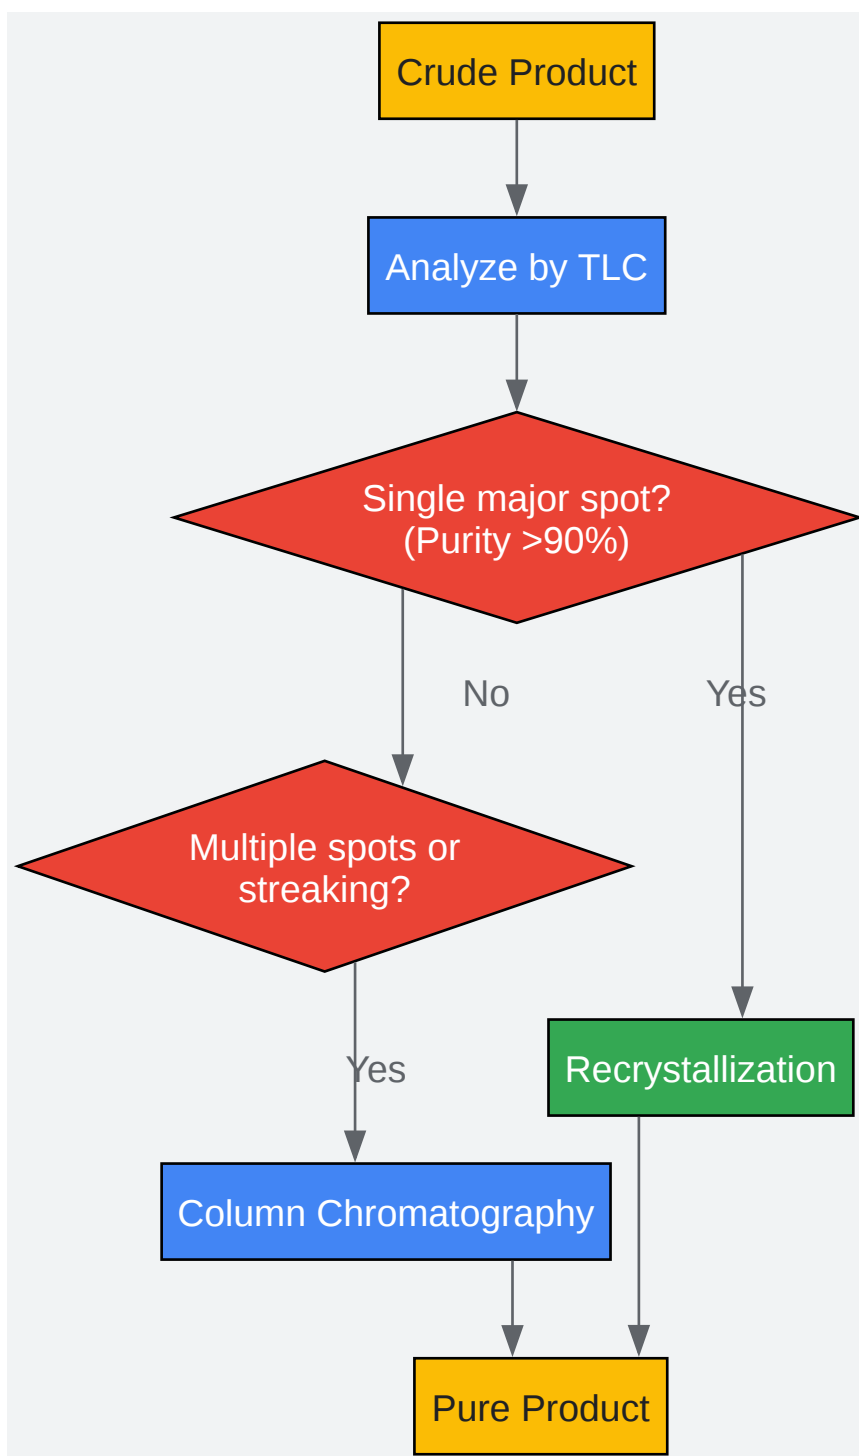 Crude Product
Analyze by TLC
Single major spot?
(Purity >90%)
No
Yes
Multiple spots or
streaking?
Yes
Recrystallization
Column Chromatography
Pure Product